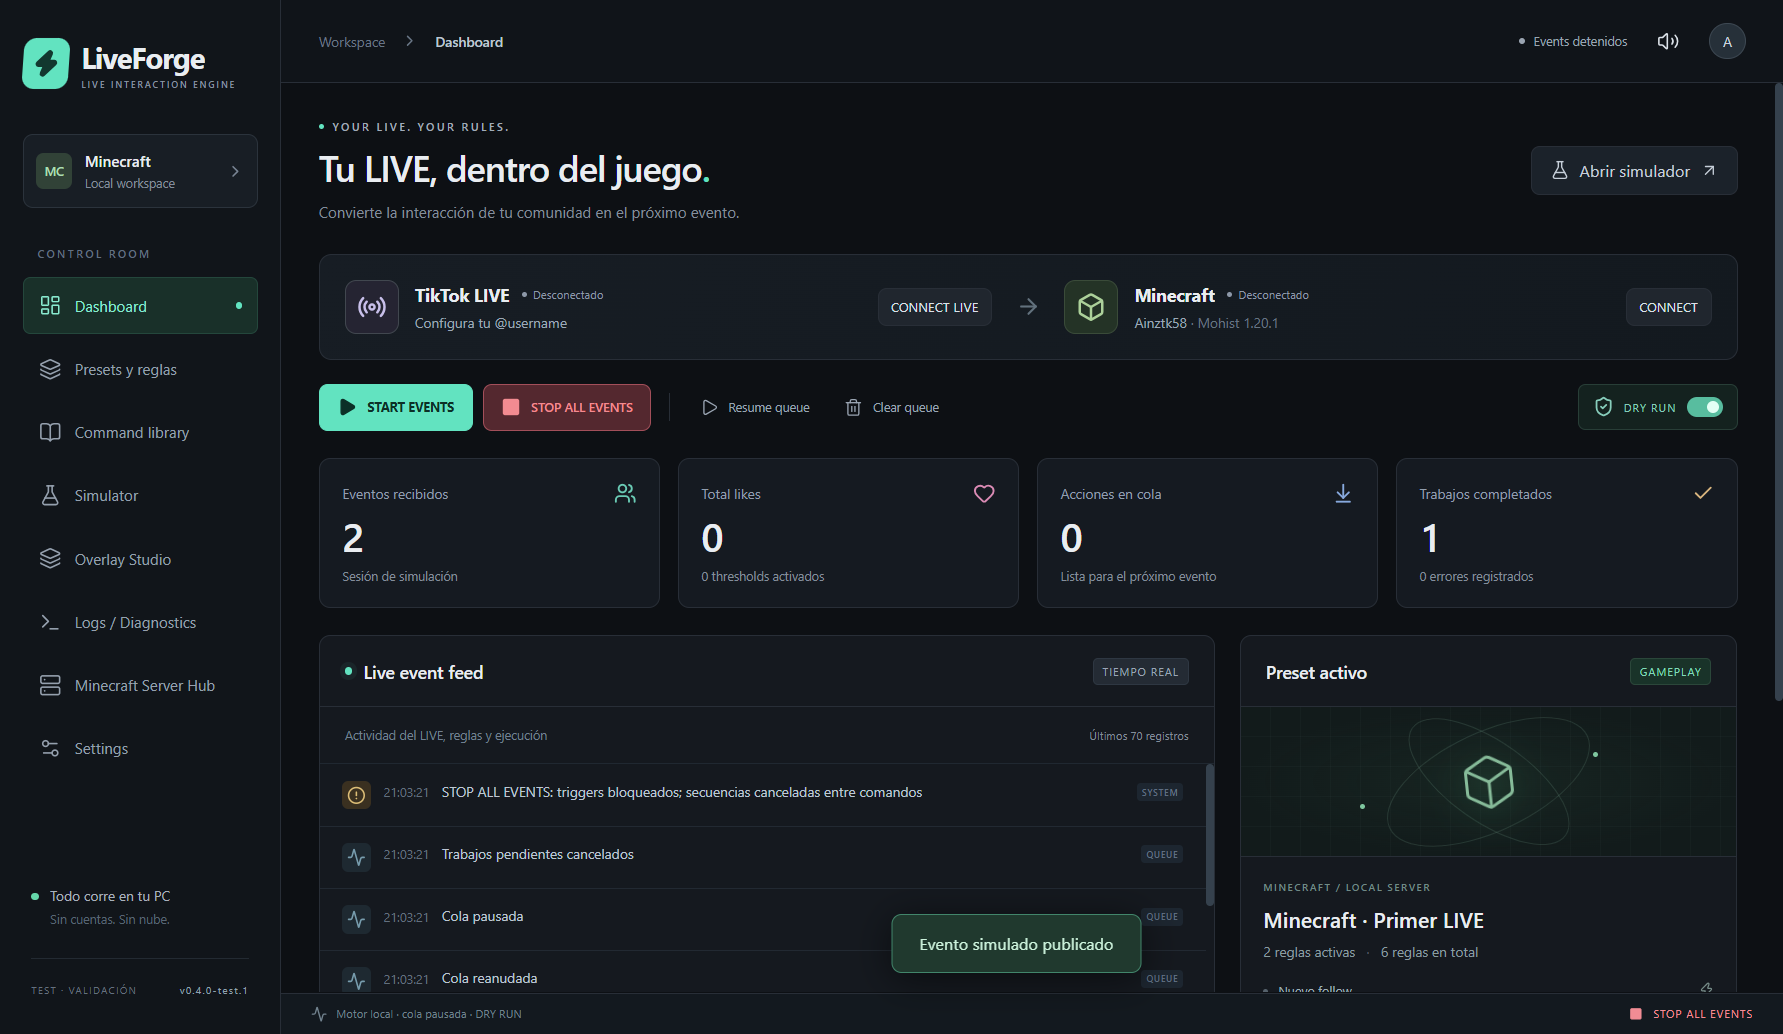 LiveForge
LIVE INTERACTION ENGINE
MC
Minecraft
Local workspace
CONTROL ROOM
Dashboard
Presets y reglas
Command library
Simulator
Overlay Studio
Logs / Diagnostics
Minecraft Server Hub
Settings
Todo corre en tu PC
Sin cuentas. Sin nube.
TEST · VALIDACIÓN v0.4.0-test.1
Workspace Dashboard
Events detenidos
A
YOUR LIVE. YOUR RULES.
Tu LIVE, dentro del juego.
Convierte la interacción de tu comunidad en el próximo evento.
Abrir simulador
TikTok LIVE Desconectado
Configura tu @username
CONNECT LIVE
Minecraft Desconectado
Ainztk58 · Mohist 1.20.1
CONNECT
START EVENTS
STOP ALL EVENTS
Resume queue
Clear queue
DRY RUN
Eventos recibidos
2
Sesión de simulación
Total likes
0
0 thresholds activados
Acciones en cola
0
Lista para el próximo evento
Trabajos completados
1
0 errores registrados
Live event feed
TIEMPO REAL
Actividad del LIVE, reglas y ejecución
Últimos 70 registros
21:03:21 STOP ALL EVENTS: triggers bloqueados; secuencias canceladas entre comandos SYSTEM
21:03:21 Trabajos pendientes cancelados QUEUE
21:03:21 Cola pausada QUEUE
21:03:21 Cola reanudada QUEUE
Evento simulado publicado
Preset activo
GAMEPLAY
MINECRAFT / LOCAL SERVER
Minecraft · Primer LIVE
2 reglas activas · 6 reglas en total
Nuevo follow
Motor local · cola pausada · DRY RUN
STOP ALL EVENTS